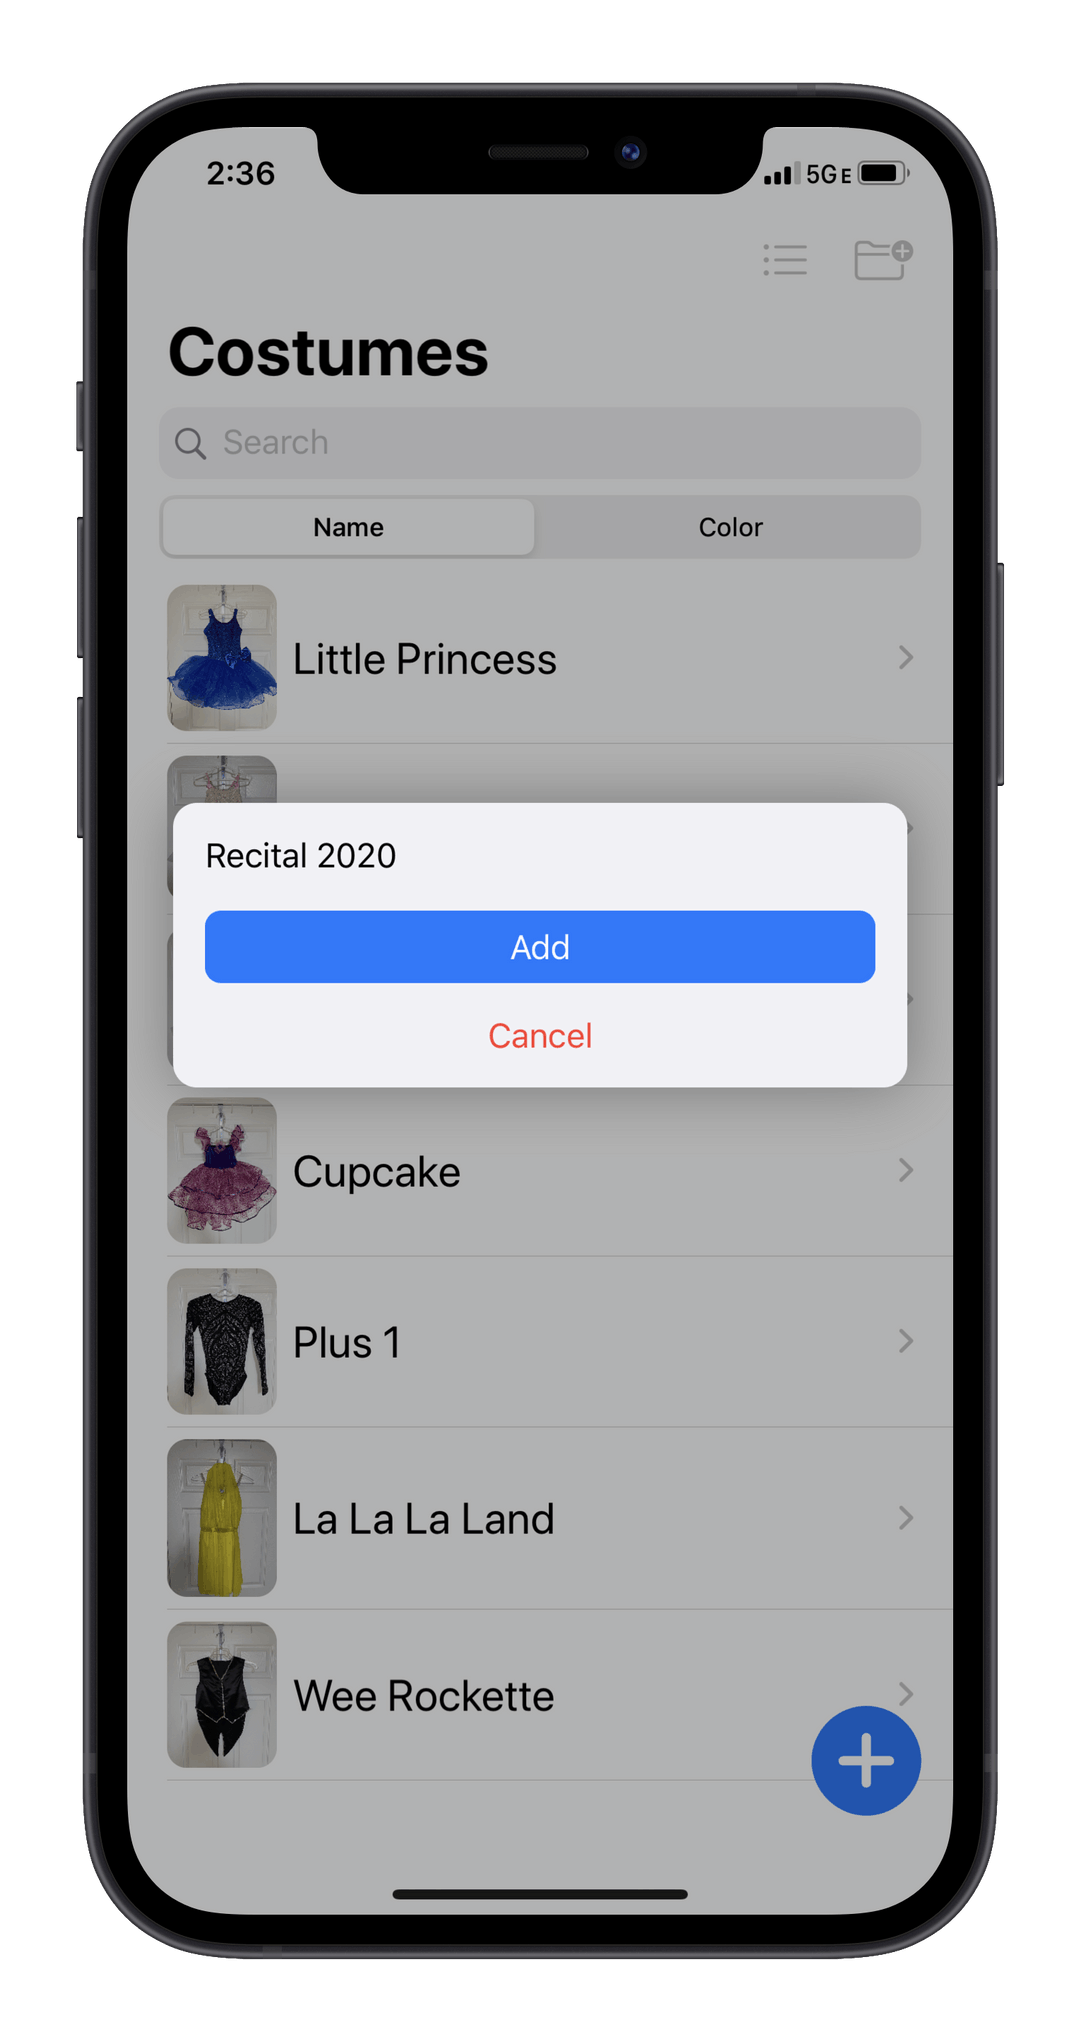 2:36
5GE
Costumes
Search
Name
Color
Little Princess
Recital 2020
Add
Cancel
Cupcake
Plus 1
La La La Land
Wee Rockette